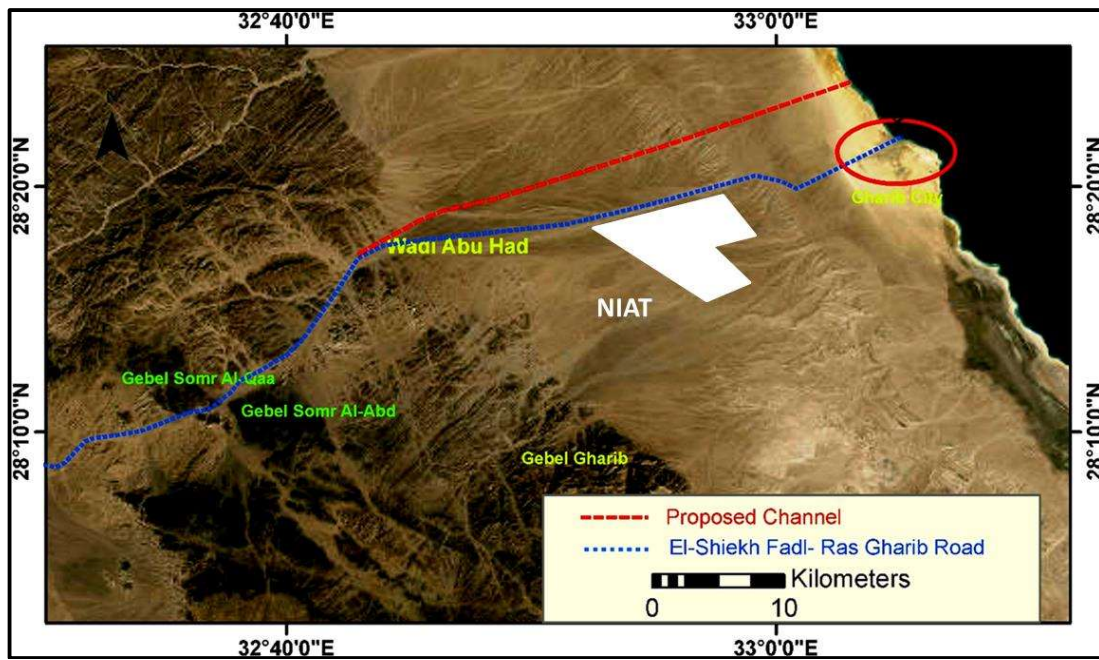 32°40'0"E
33°0'0"E
28°20'0"N
28°20'0"N
Gharib City
Wadi Abu Had
NIAT
Gebel Somr Al-Qaa
Gebel Somr Al-Abd
28°10'0"N
28°10'0"N
Gebel Gharib
Proposed Channel
El-Shiekh Fadl- Ras Gharib Road
Kilometers
0 10
32°40'0"E
33°0'0"E